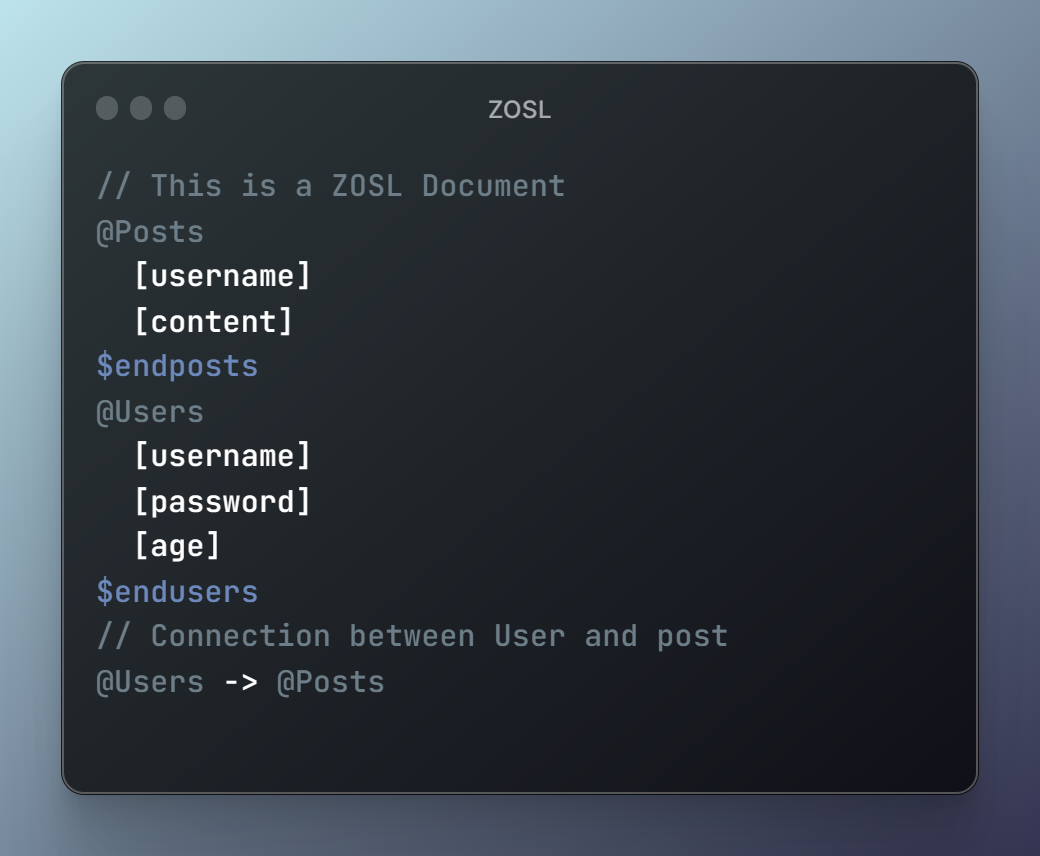 ZOSL
// This is a ZOSL Document
@Posts
  [username]
  [content]
$endposts
@Users
  [username]
  [password]
  [age]
$endusers
// Connection between User and post
@Users -> @Posts